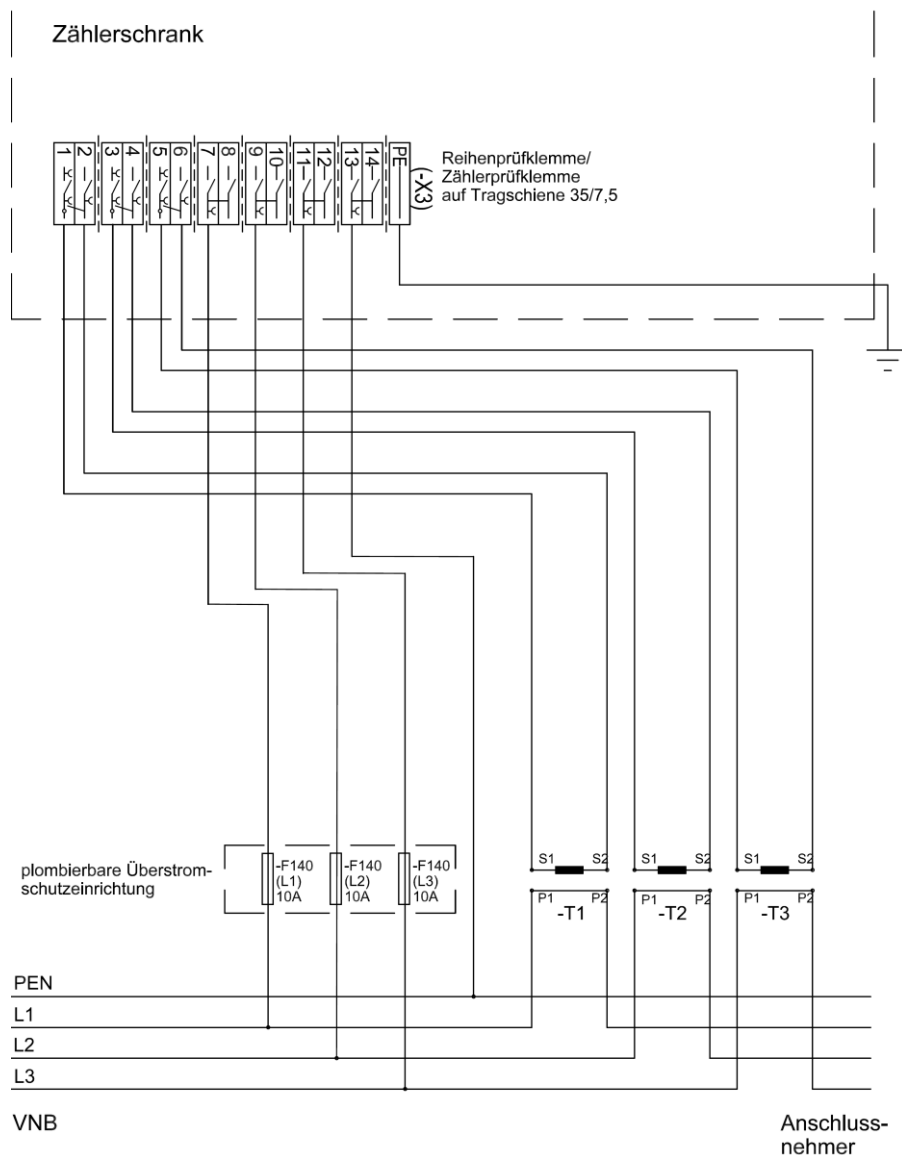 Zählerschrank
1 2 3 4 5 6 7 8 9 10 11 12 13 14 PE
(-X3)
Reihenprüfklemme/
Zählerprüfklemme
auf Tragschiene 35/7,5
plombierbare Überstrom-
schutzeinrichtung
-F140
(L1)
10A
-F140
(L2)
10A
-F140
(L3)
10A
S1 S2
P1 P2
-T1
S1 S2
P1 P2
-T2
S1 S2
P1 P2
-T3
PEN
L1
L2
L3
VNB
Anschluss-
nehmer